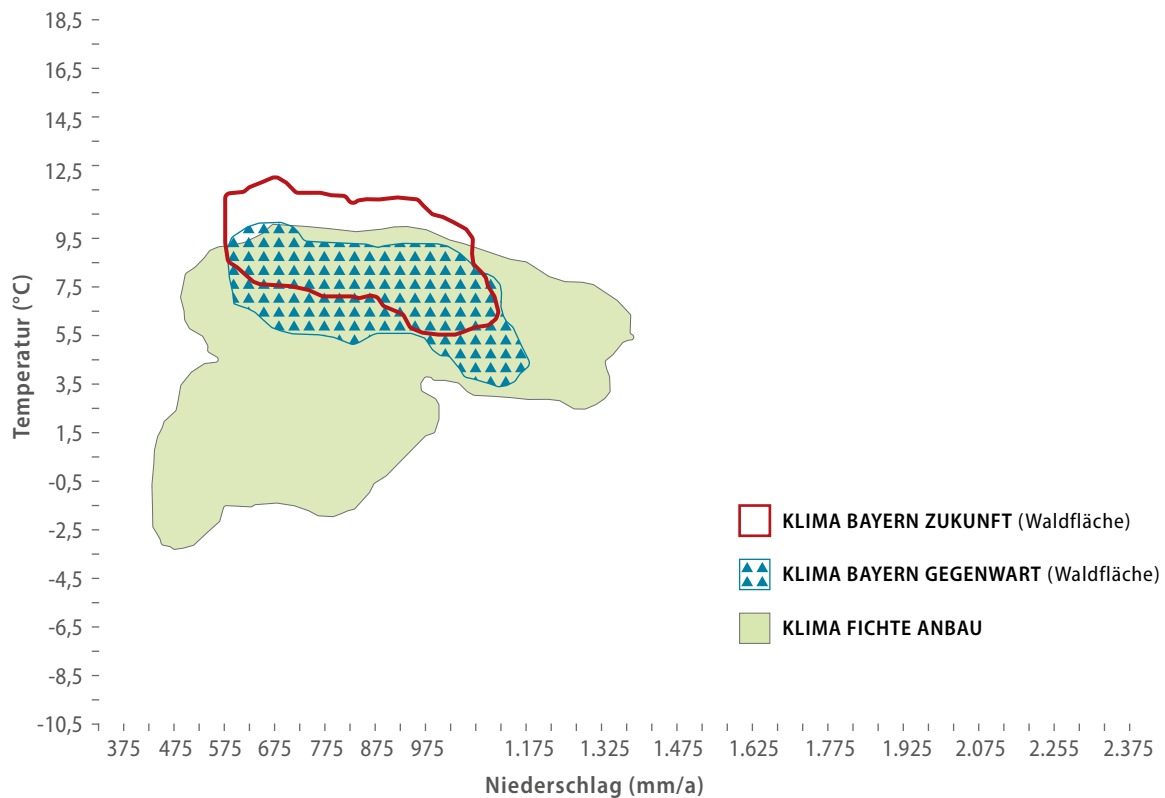 18,5
16,5
14,5
12,5
9,5
7,5
5,5
3,5
1,5
-0,5
-2,5
-4,5
-6,5
-8,5
-10,5
Temperatur (°C)
KLIMA BAYERN ZUKUNFT (Waldfläche)
KLIMA BAYERN GEGENWART (Waldfläche)
KLIMA FICHTE ANBAU
375 475 575 675 775 875 975 1.175 1.325 1.475 1.625 1.775 1.925 2.075 2.255 2.375
Niederschlag (mm/a)